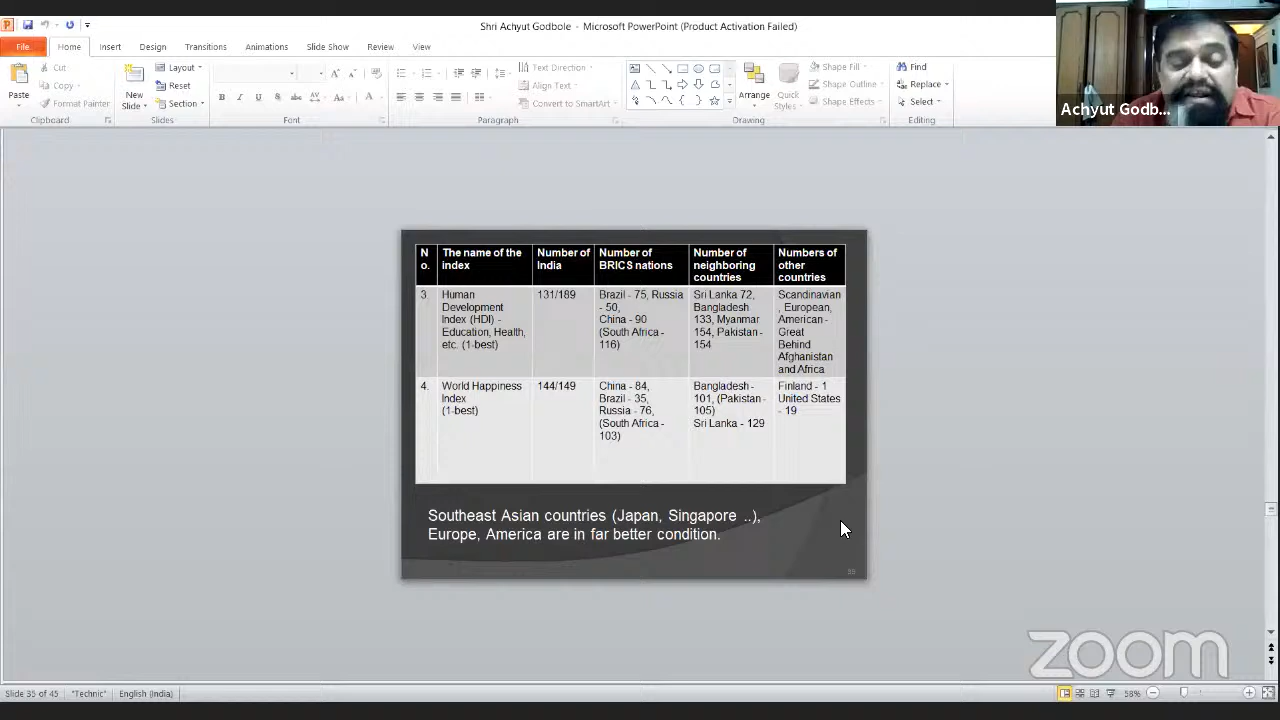 Shri Achyut Godbole - Microsoft PowerPoint (Product Activation Failed)
File
Home
Insert
Design
Transitions
Animations
Slide Show
Review
View
Paste
Cut
Copy
Format Painter
Clipboard
New Slide
Layout
Reset
Section
Slides
Font
Text Direction
Align Text
Convert to SmartArt
Paragraph
Arrange
Quick Styles
Shape Fill
Shape Outline
Shape Effects
Drawing
Find
Replace
Select
Editing
Achyut Godb...
N o.
The name of the index
Number of India
Number of BRICS nations
Number of neighboring countries
Numbers of other countries
3.
Human
Development
Index (HDI) -
Education, Health,
etc. (1-best)
131/189
Brazil - 75, Russia
- 50,
China - 90
(South Africa -
116)
Sri Lanka 72,
Bangladesh
133, Myanmar
154, Pakistan -
154
Scandinavian
, European,
American -
Great
Behind
Afghanistan
and Africa
4.
World Happiness
Index
(1-best)
144/149
China - 84,
Brazil - 35,
Russia - 76,
(South Africa -
103)
Bangladesh -
101, (Pakistan -
105)
Sri Lanka - 129
Finland - 1
United States
- 19
Southeast Asian countries (Japan, Singapore ..),
Europe, America are in far better condition.
35
zoom
Slide 35 of 45
"Technic"
English (India)
58%